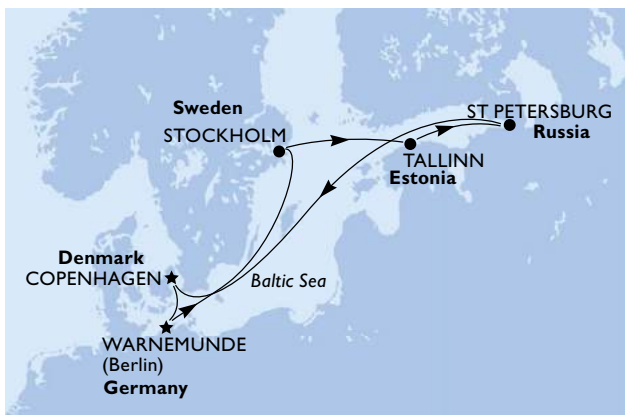 Sweden
STOCKHOLM
ST PETERSBURG
Russia
TALLINN
Estonia
Denmark
COPENHAGEN
Baltic Sea
WARNEMUNDE
(Berlin)
Germany